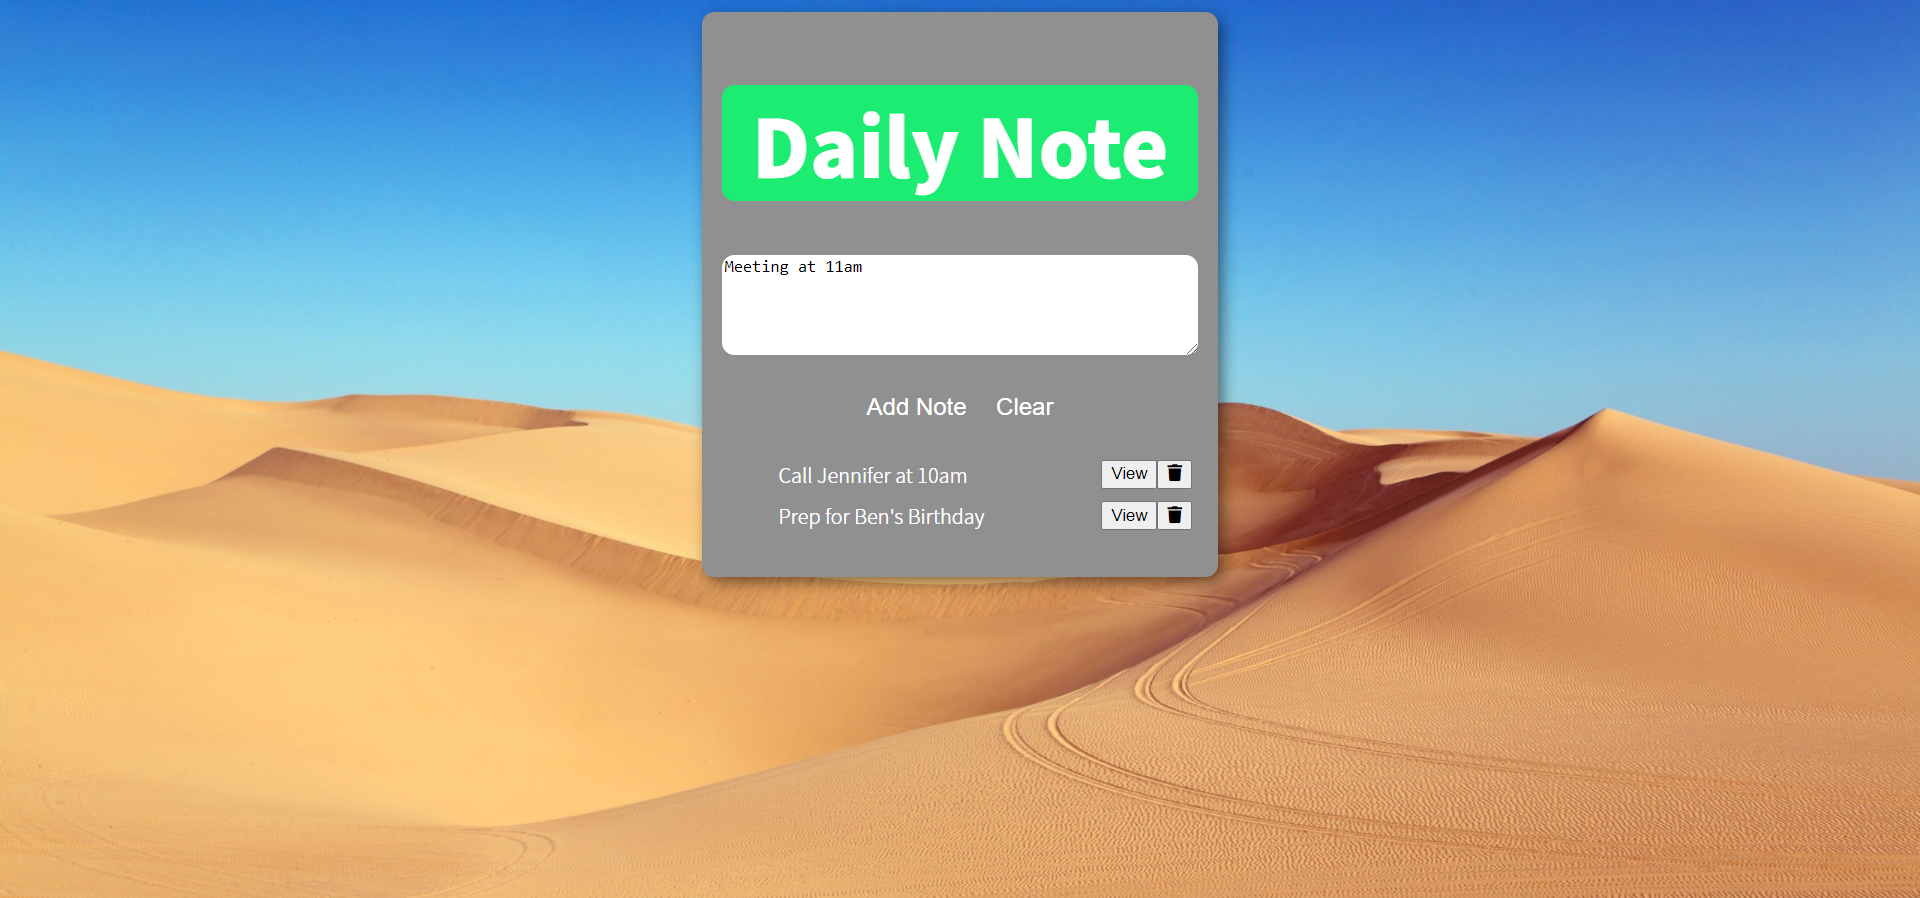 Daily Note
Meeting at 11am
Add Note Clear
Call Jennifer at 10am View
Prep for Ben's Birthday View